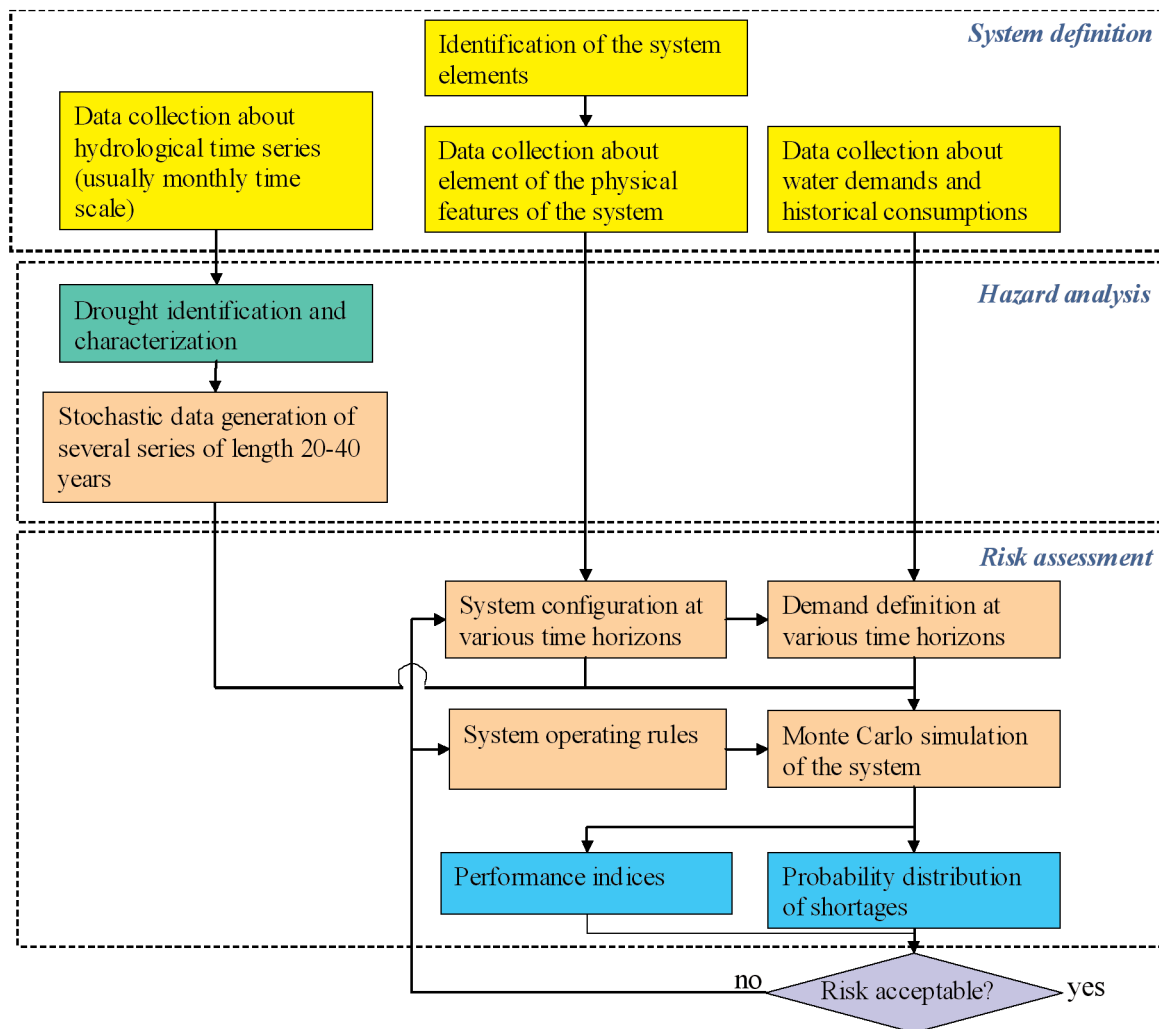 System definition
Identification of the system
elements
Data collection about
hydrological time series
(usually monthly time
scale)
Data collection about
element of the physical
features of the system
Data collection about
water demands and
historical consumptions
Hazard analysis
Drought identification and
characterization
Stochastic data generation of
several series of length 20-40
years
Risk assessment
System configuration at
various time horizons
Demand definition at
various time horizons
System operating rules
Monte Carlo simulation
of the system
Performance indices
Probability distribution
of shortages
no
Risk acceptable?
yes